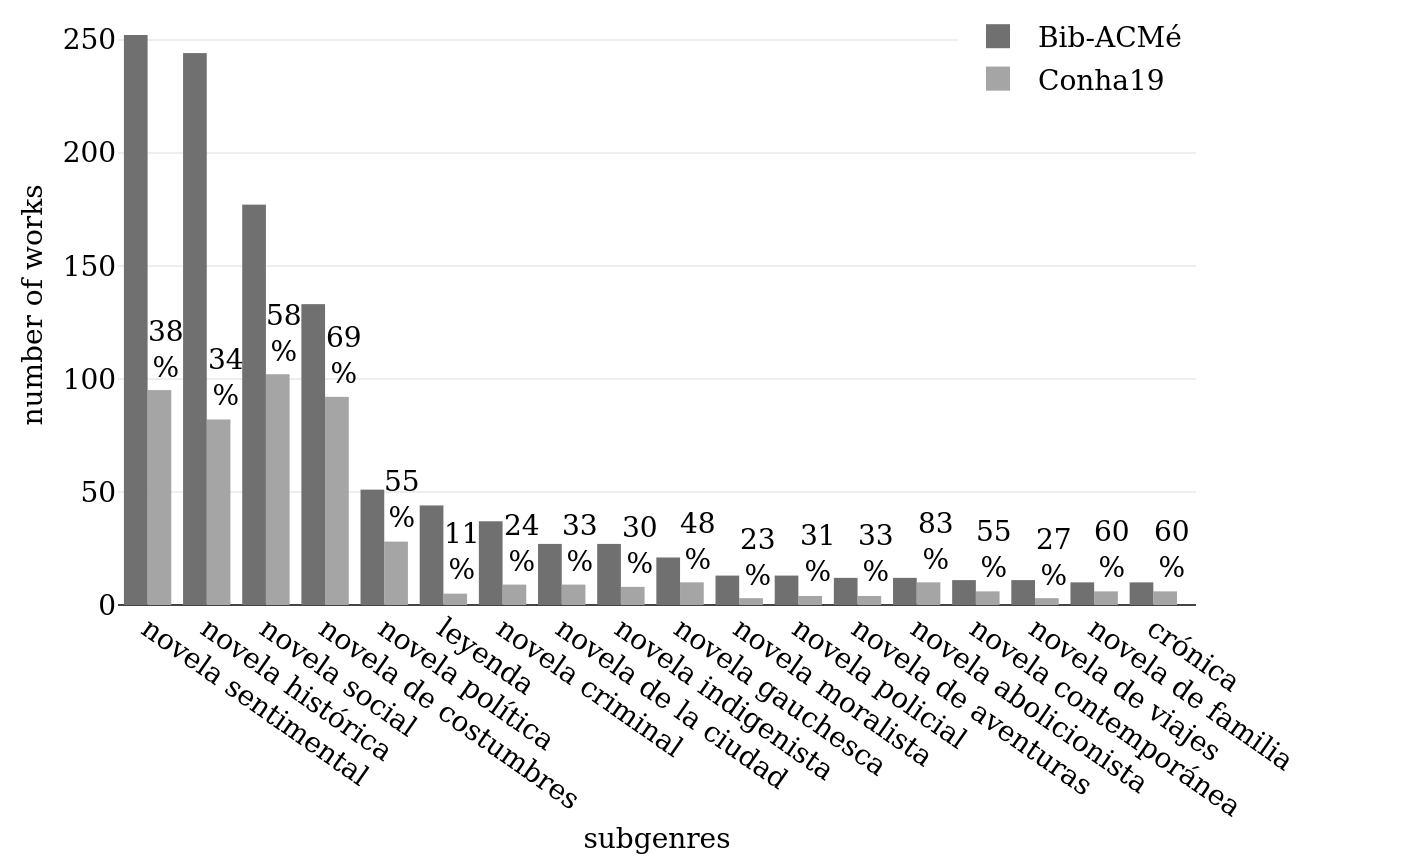 250
200
150
100
50
0
number of works
Bib-ACMé
Conha19
38
%
34
%
58
%
69
%
55
%
11
%
24
%
33
%
30
%
48
%
23
%
31
%
33
%
83
%
55
%
27
%
60
%
60
%
novela sentimental
novela histórica
novela social
novela de costumbres
novela política
leyenda
novela criminal
novela de la ciudad
novela indigenista
novela gauchesca
novela moralista
novela policial
novela de aventuras
novela abolicionista
novela contemporánea
novela de viajes
novela de familia
crónica
subgenres